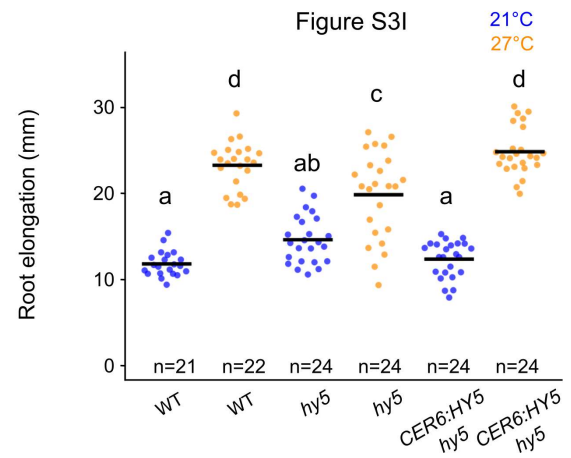 Figure S3I
21°C
27°C
Root elongation (mm)
30
20
10
0
a
d
ab
c
a
d
n=21 n=22 n=24 n=24 n=24 n=24
WT
WT
hy5
hy5
CER6:HY5
hy5
CER6:HY5
hy5